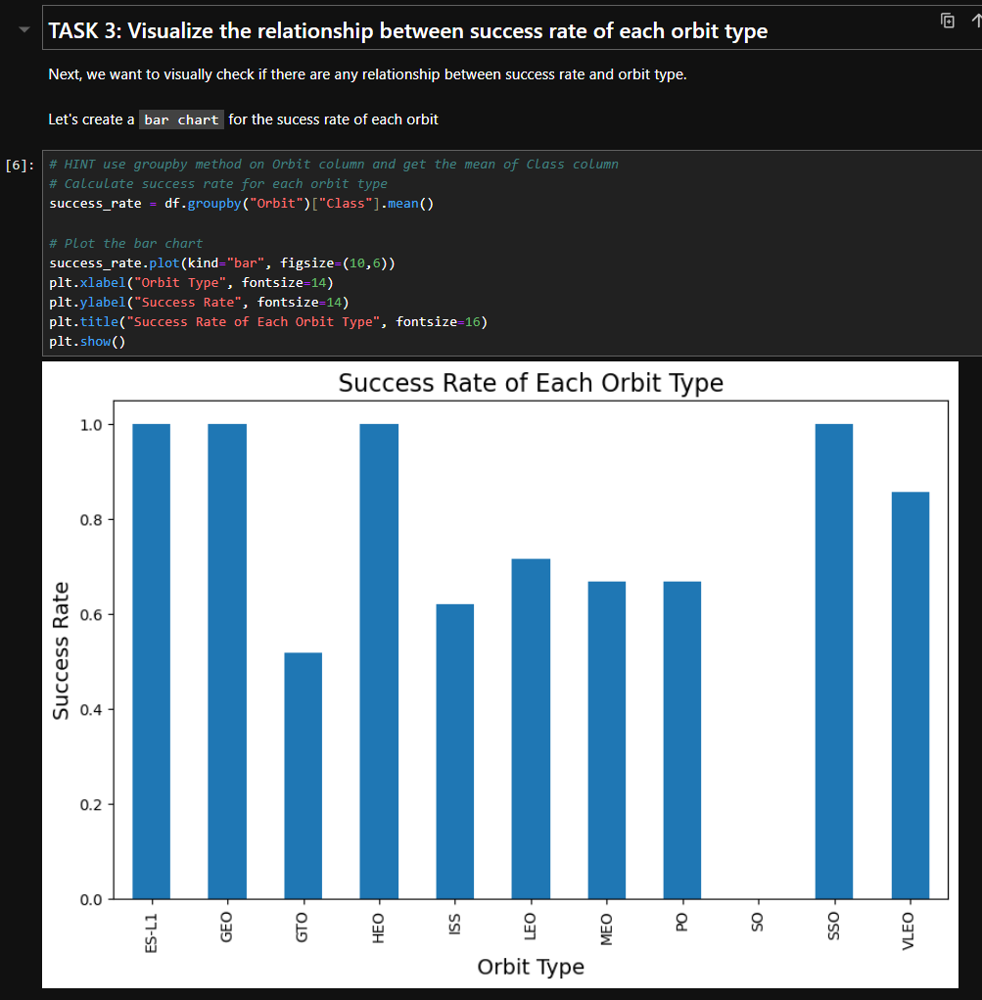 TASK 3: Visualize the relationship between success rate of each orbit type
Next, we want to visually check if there are any relationship between success rate and orbit type.
Let's create a bar chart for the sucess rate of each orbit
[6]:
# HINT use groupby method on Orbit column and get the mean of Class column
# Calculate success rate for each orbit type
success_rate = df.groupby("Orbit")["Class"].mean()
# Plot the bar chart
success_rate.plot(kind="bar", figsize=(10,6))
plt.xlabel("Orbit Type", fontsize=14)
plt.ylabel("Success Rate", fontsize=14)
plt.title("Success Rate of Each Orbit Type", fontsize=16)
plt.show()
Success Rate of Each Orbit Type
Success Rate
1.0
0.8
0.6
0.4
0.2
0.0
ES-L1
GEO
GTO
HEO
ISS
LEO
MEO
PO
SO
SSO
VLEO
Orbit Type